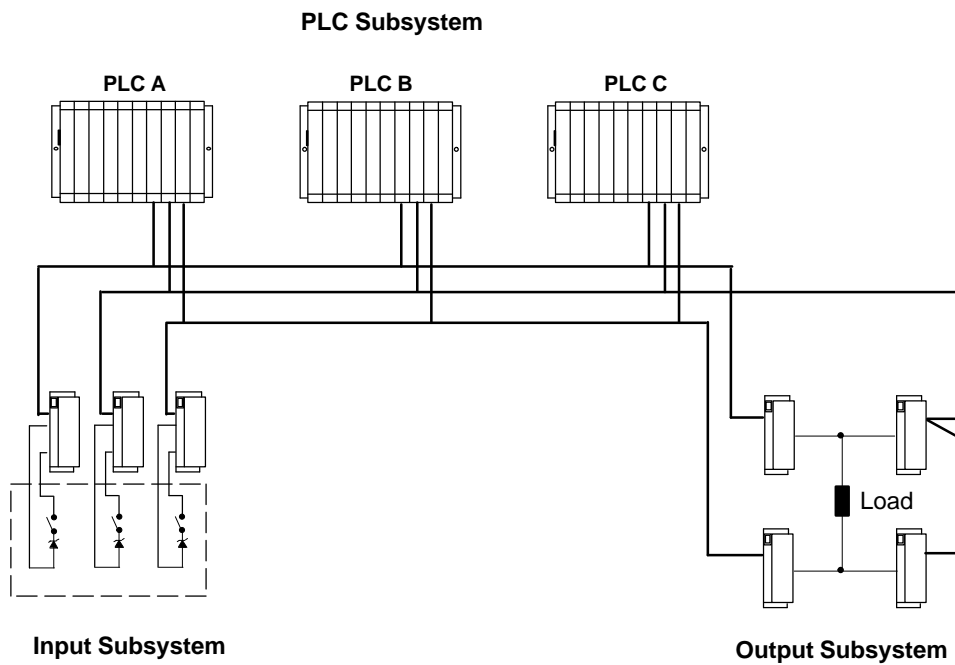 PLC Subsystem
PLC A
PLC B
PLC C
Load
Input Subsystem
Output Subsystem